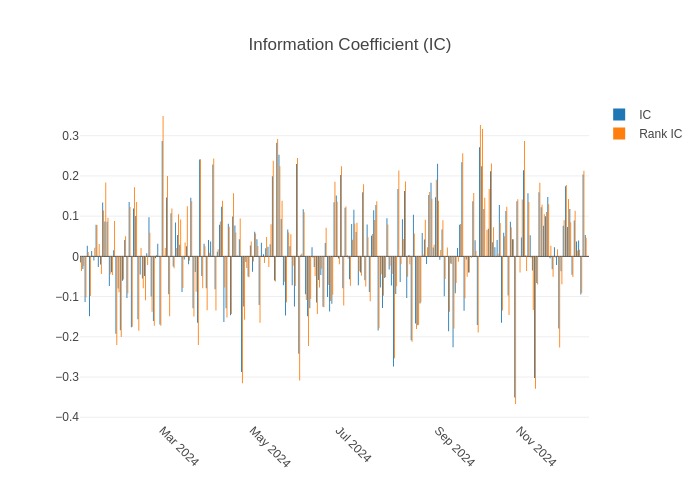 Information Coefficient (IC)
IC
Rank IC
0.3
0.2
0.1
0
−0.1
−0.2
−0.3
−0.4
Mar 2024
May 2024
Jul 2024
Sep 2024
Nov 2024